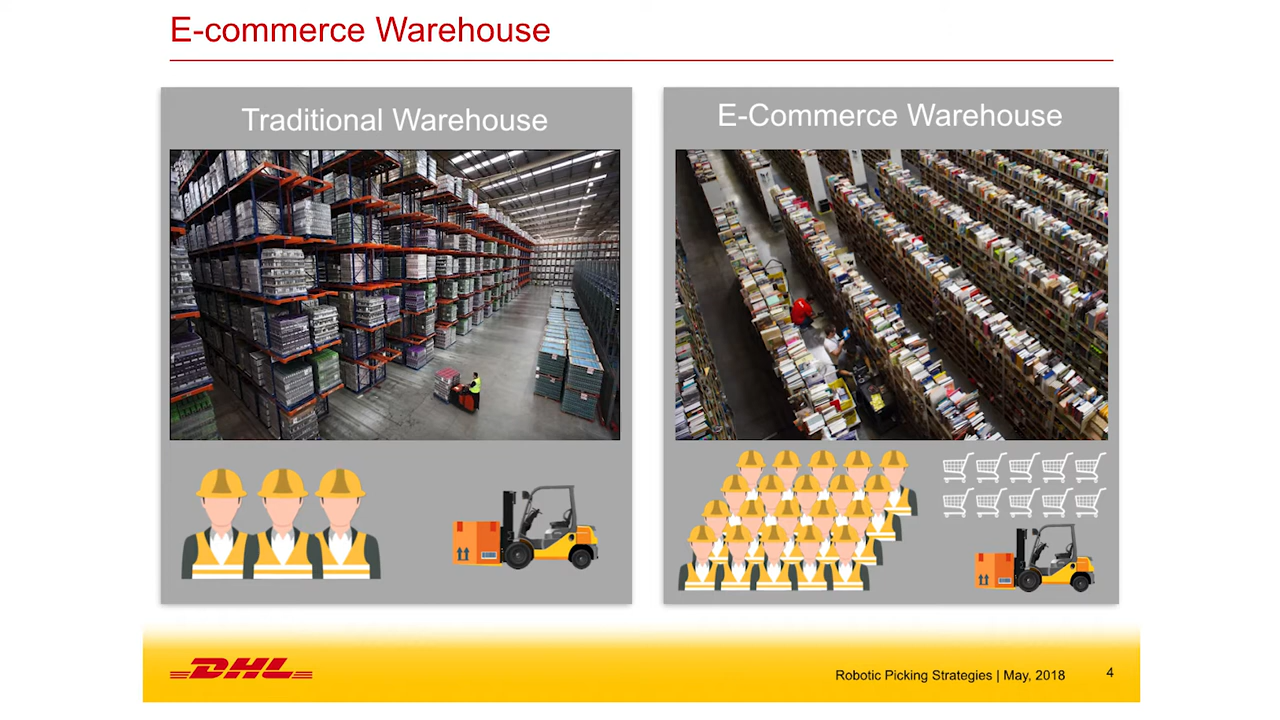 E-commerce Warehouse
Traditional Warehouse
E-Commerce Warehouse
DHL
Robotic Picking Strategies | May, 2018
4